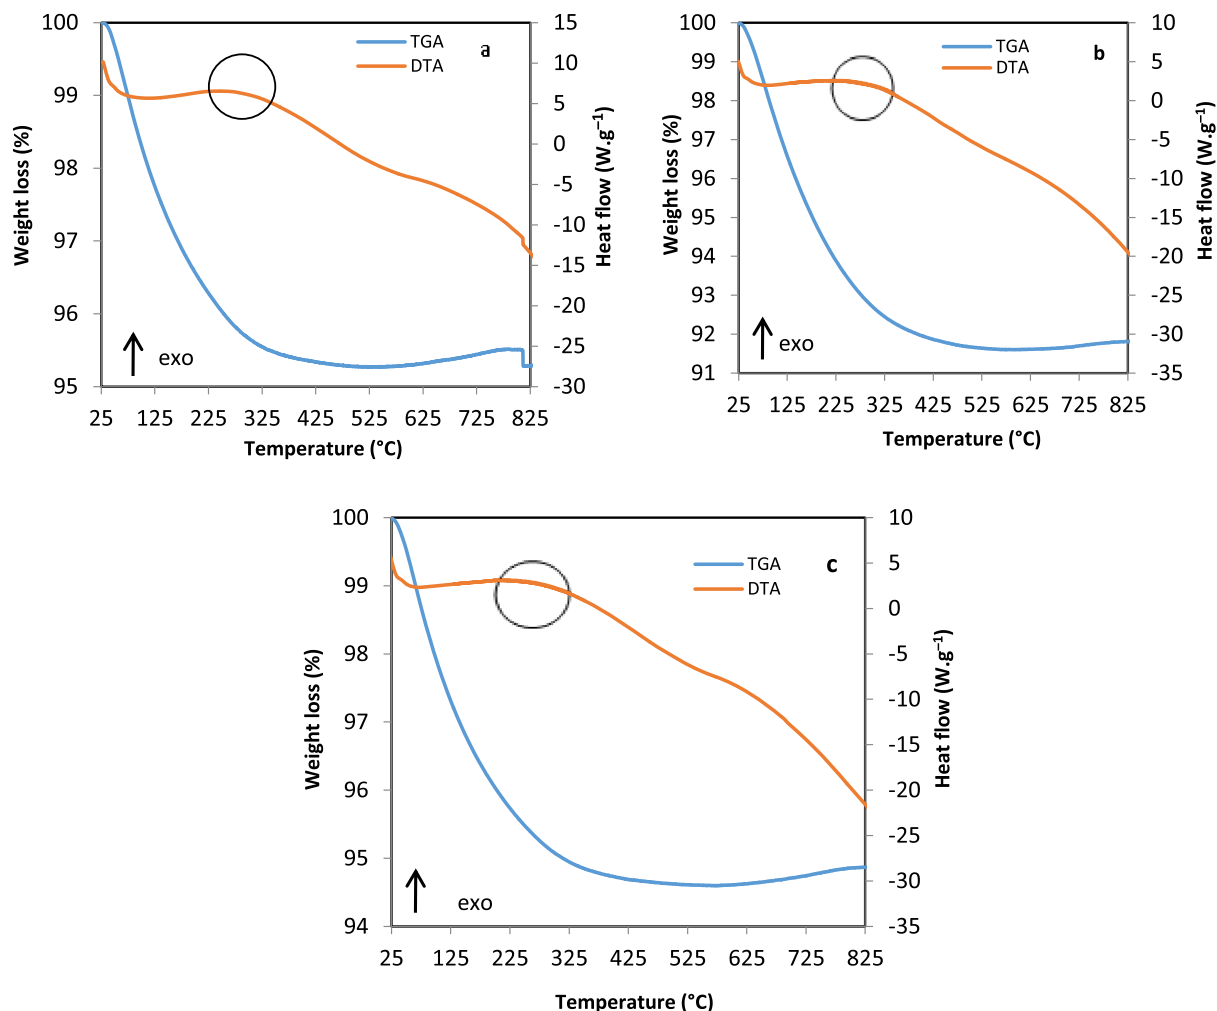 100
99
98
97
96
95
Weight loss (%)
TGA
DTA
a
15
10
5
0
-5
-10
-15
-20
-25
-30
Heat flow (W.g⁻¹)
exo
25 125 225 325 425 525 625 725 825
Temperature (°C)
100
99
98
97
96
95
94
93
92
91
Weight loss (%)
TGA
DTA
b
10
5
0
-5
-10
-15
-20
-25
-30
-35
Heat flow (W.g⁻¹)
exo
25 125 225 325 425 525 625 725 825
Temperature (°C)
100
99
98
97
96
95
94
Weight loss (%)
TGA
DTA
c
10
5
0
-5
-10
-15
-20
-25
-30
-35
Heat flow (W.g⁻¹)
exo
25 125 225 325 425 525 625 725 825
Temperature (°C)